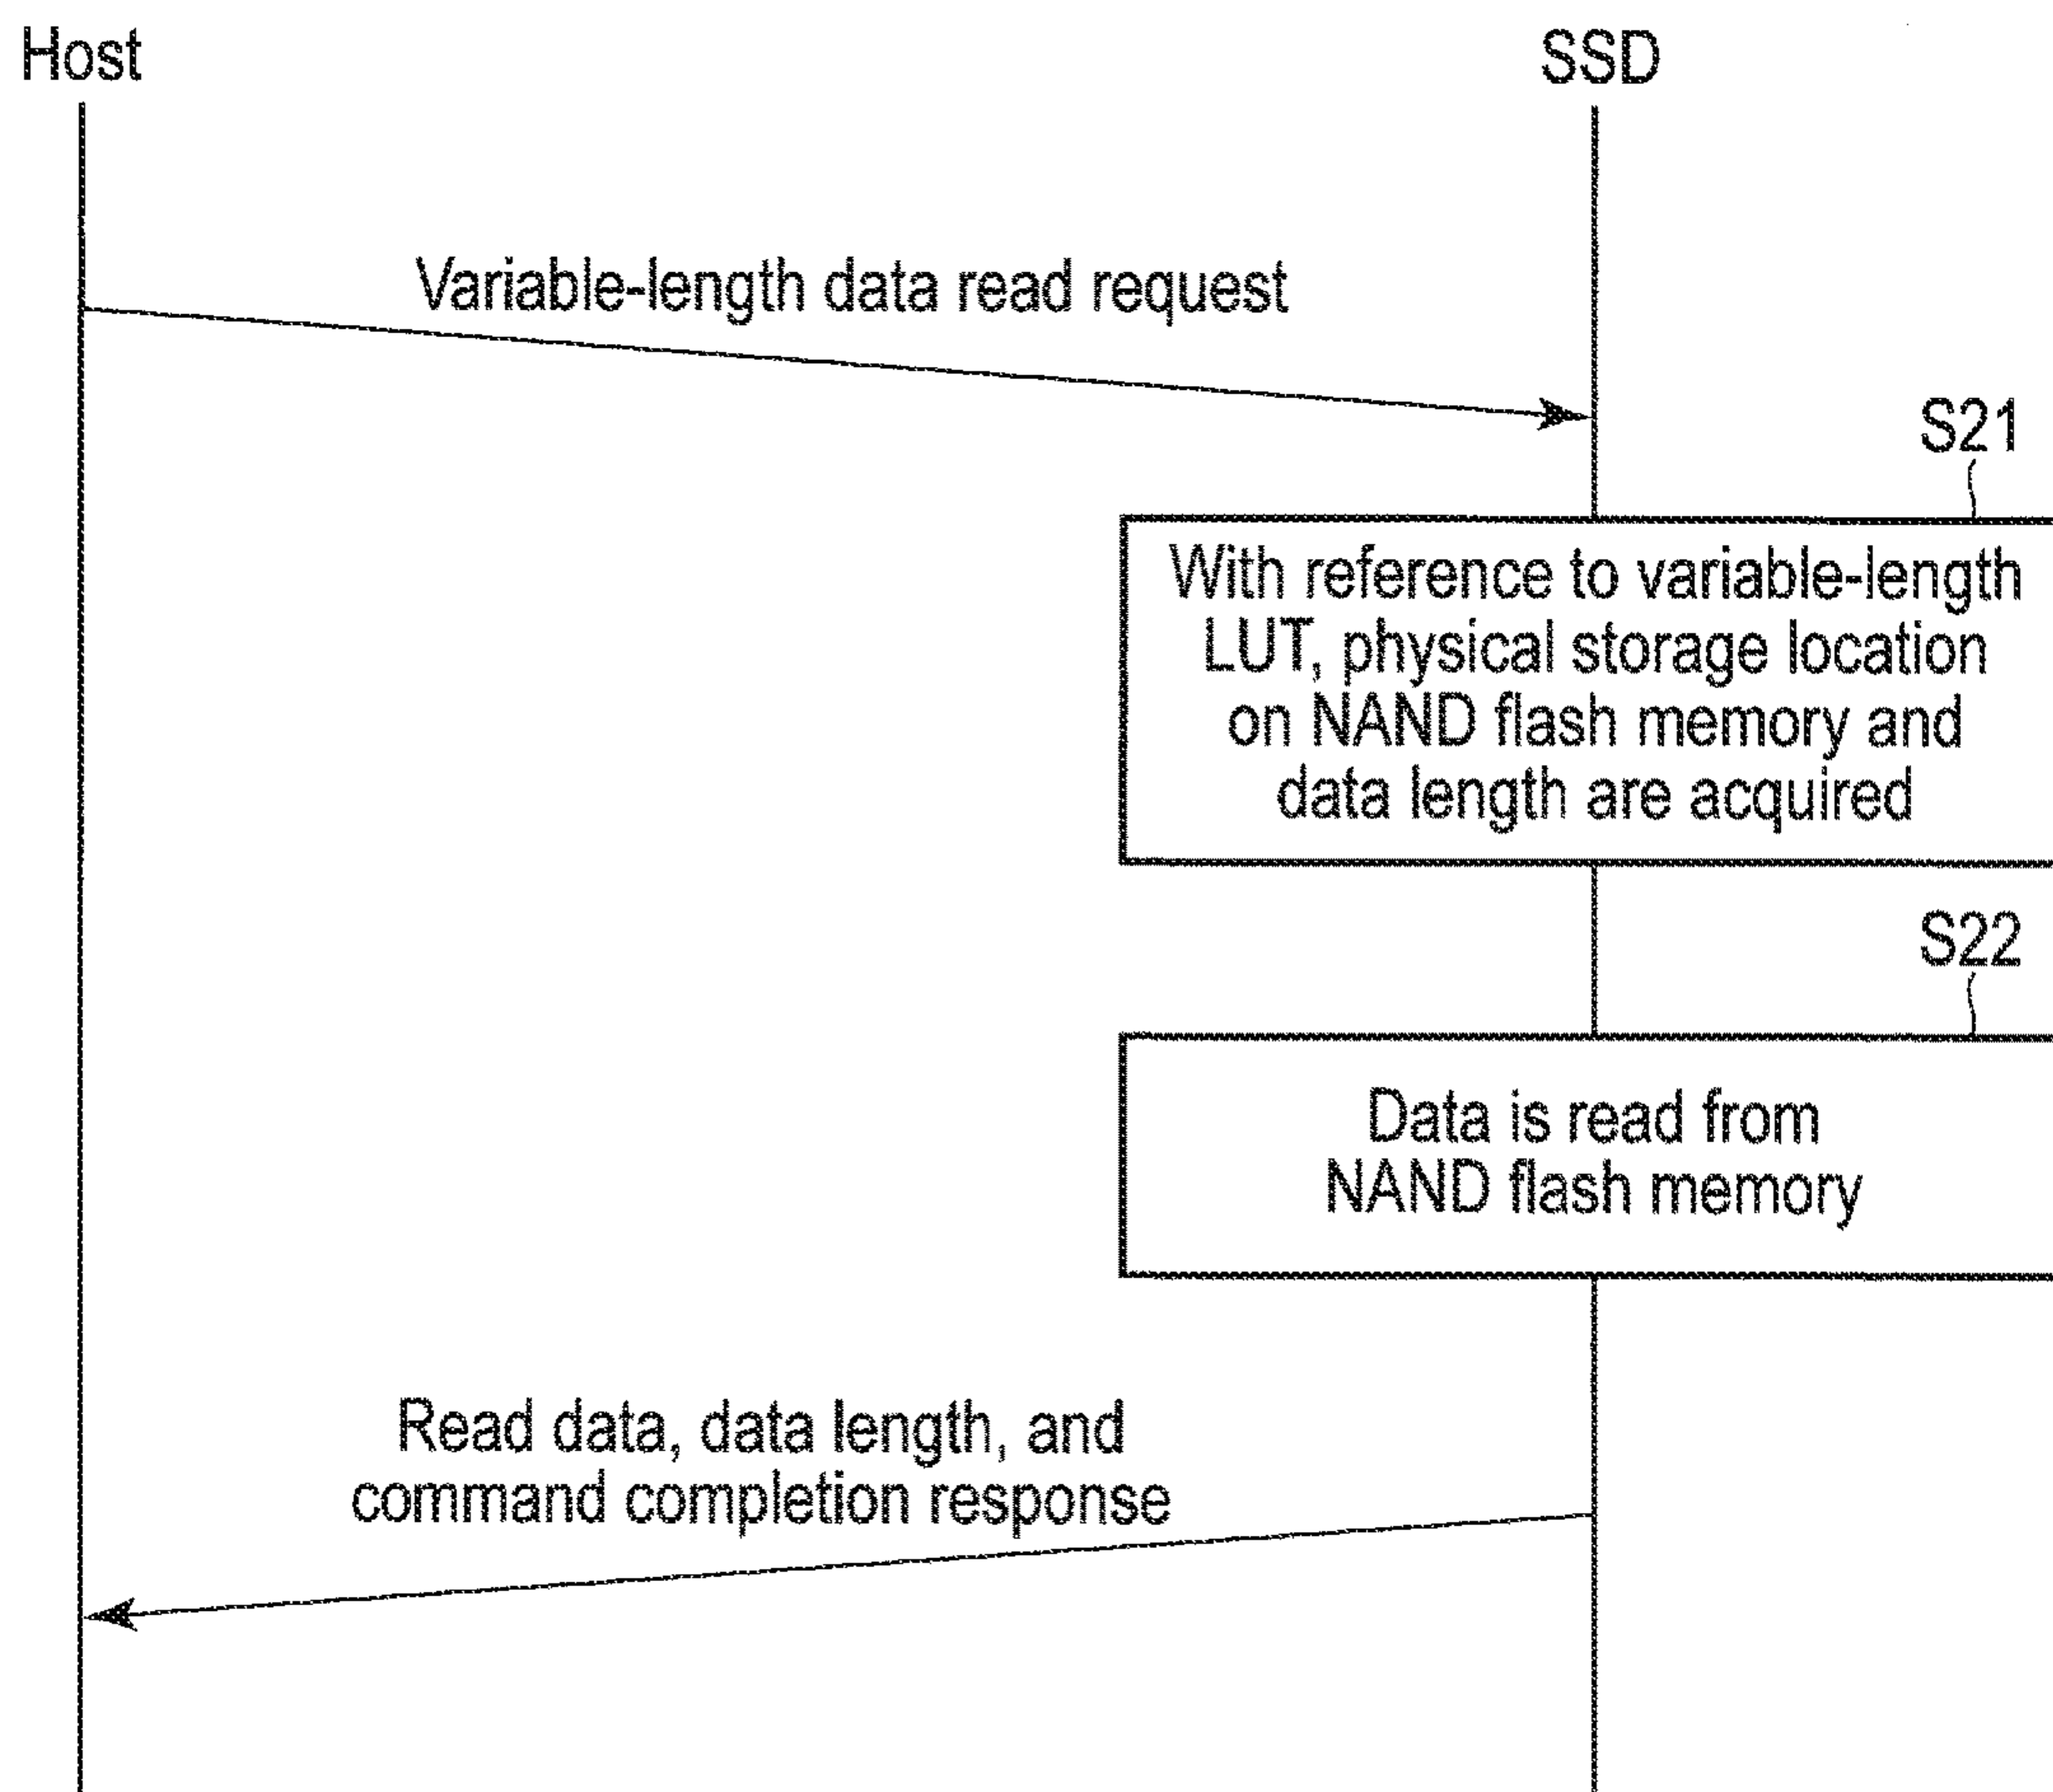 Host
SSD
Variable-length data read request
S21
With reference to variable-length
LUT, physical storage location
on NAND flash memory and
data length are acquired
S22
Data is read from
NAND flash memory
Read data, data length, and
command completion response